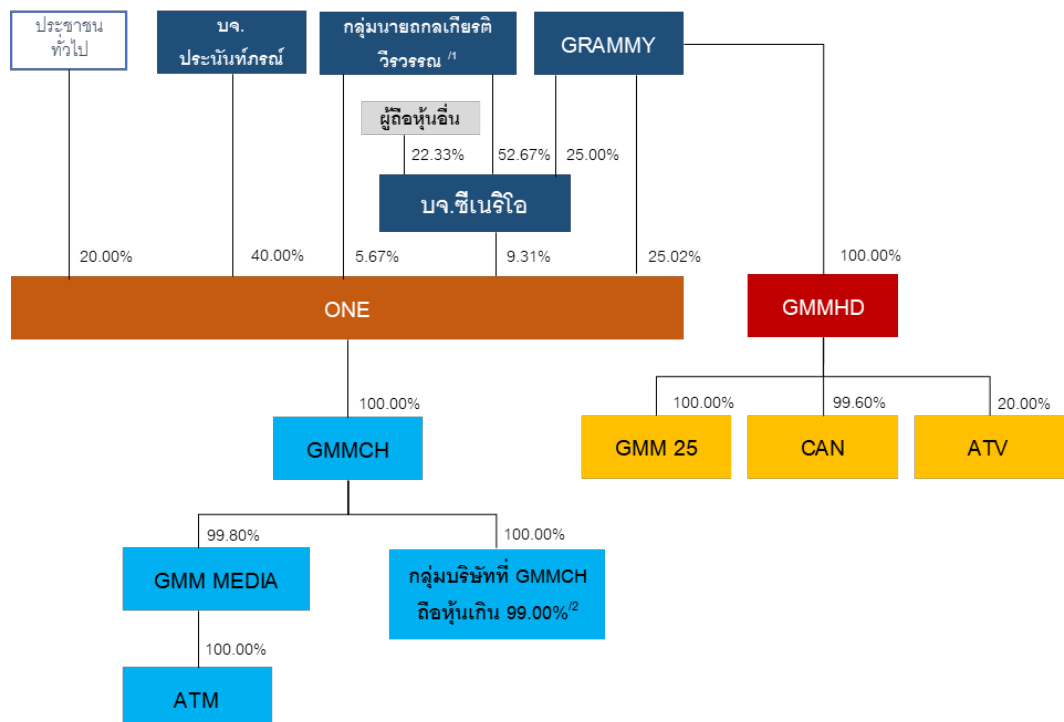 ประชาชน
ทั่วไป
บจ.
ประนันท์ภรณ์
กลุ่มนายถกลเกียรติ
วีรวรรณ /1
GRAMMY
ผู้ถือหุ้นอื่น
22.33%
52.67%
25.00%
บจ.ซีเนริโอ
20.00%
40.00%
5.67%
9.31%
25.02%
100.00%
ONE
GMMHD
100.00%
100.00%
99.60%
20.00%
GMMCH
GMM 25
CAN
ATV
99.80%
100.00%
GMM MEDIA
กลุ่มบริษัทที่ GMMCH
ถือหุ้นเกิน 99.00%/2
100.00%
ATM